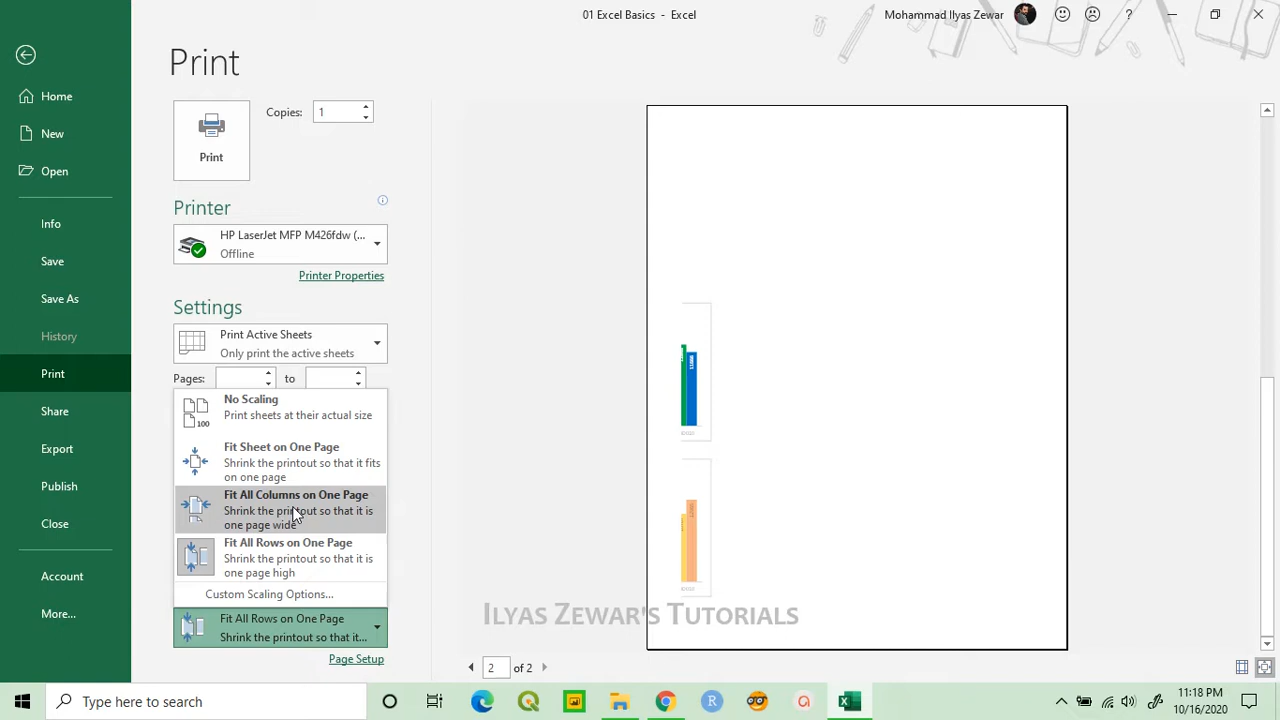 01 Excel Basics - Excel
Mohammad Ilyas Zewar
?
Print
Home
New
Open
Info
Save
Save As
History
Print
Share
Export
Publish
Close
Account
More...
Print
Copies: 1
Printer
HP LaserJet MFP M426fdw (...
Offline
Printer Properties
Settings
Print Active Sheets
Only print the active sheets
Pages: to
No Scaling
Print sheets at their actual size
100
Fit Sheet on One Page
Shrink the printout so that it fits
on one page
Fit All Columns on One Page
Shrink the printout so that it is
one page wide
Fit All Rows on One Page
Shrink the printout so that it is
one page high
Custom Scaling Options...
Fit All Rows on One Page
Shrink the printout so that it...
Page Setup
ILYAS ZEWAR'S TUTORIALS
2 of 2
Type here to search
R
11:18 PM
10/16/2020